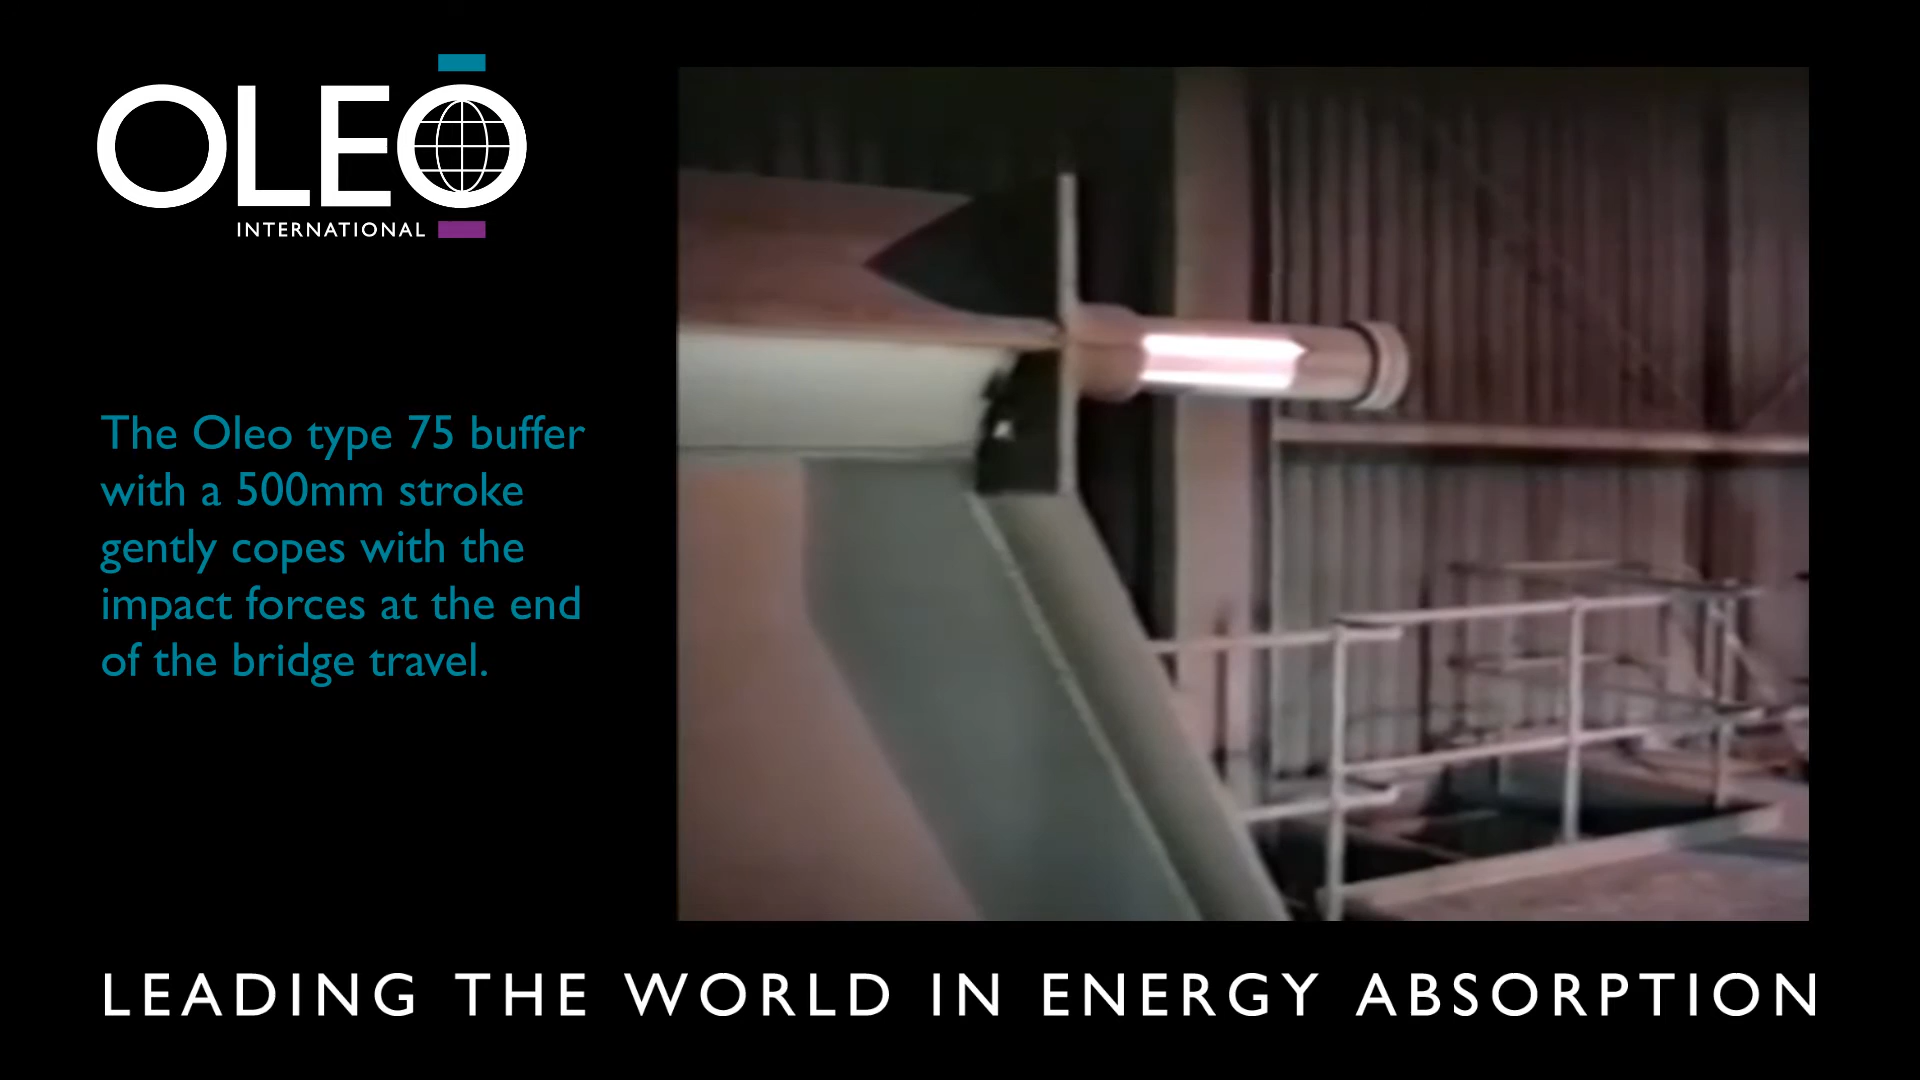 OLEO
INTERNATIONAL
The Oleo type 75 buffer
with a 500mm stroke
gently copes with the
impact forces at the end
of the bridge travel.
LEADING THE WORLD IN ENERGY ABSORPTION